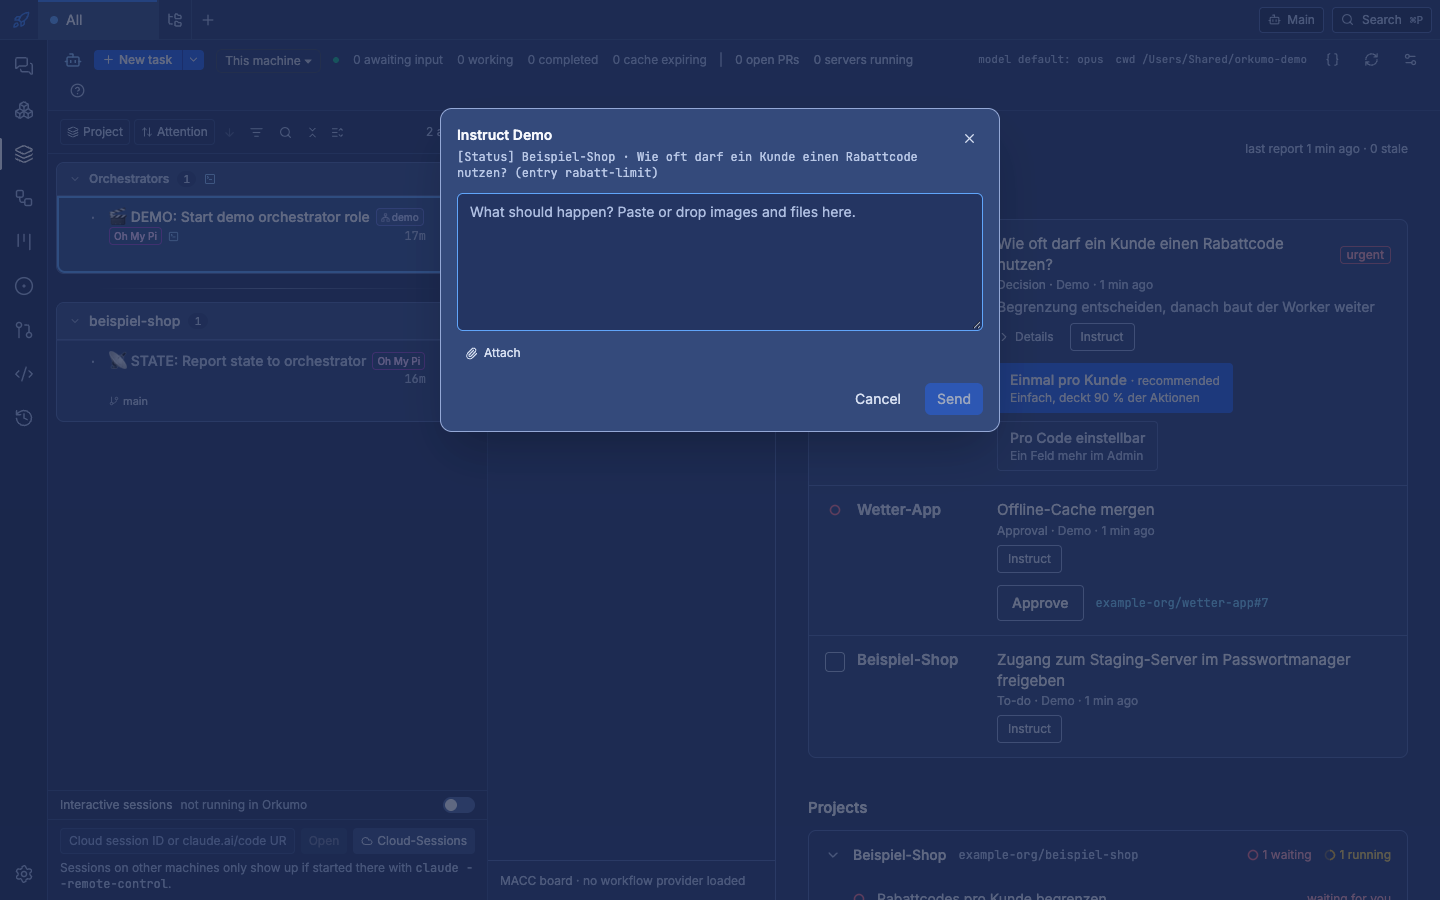 All
Main
Search ⌘P
New task
This machine
0 awaiting input
0 working
0 completed
0 cache expiring
0 open PRs
0 servers running
model default: opus
cwd /Users/Shared/orkumo-demo
{}
Project
Attention
Orchestrators 1
DEMO: Start demo orchestrator role
demo
Oh My Pi
17m
beispiel-shop 1
STATE: Report state to orchestrator
Oh My Pi
16m
main
Interactive sessions not running in Orkumo
Cloud session ID or claude.ai/code UR
Open
Cloud-Sessions
Sessions on other machines only show up if started there with claude -
-remote-control.
MACC board · no workflow provider loaded
Instruct Demo
[Status] Beispiel-Shop · Wie oft darf ein Kunde einen Rabattcode
nutzen? (entry rabatt-limit)
What should happen? Paste or drop images and files here.
Attach
Cancel
Send
last report 1 min ago · 0 stale
Wie oft darf ein Kunde einen Rabattcode
nutzen?
urgent
Decision · Demo · 1 min ago
Begrenzung entscheiden, danach baut der Worker weiter
Details
Instruct
Einmal pro Kunde · recommended
Einfach, deckt 90 % der Aktionen
Pro Code einstellbar
Ein Feld mehr im Admin
Wetter-App
Offline-Cache mergen
Approval · Demo · 1 min ago
Instruct
Approve
example-org/wetter-app#7
Beispiel-Shop
Zugang zum Staging-Server im Passwortmanager
freigeben
To-do · Demo · 1 min ago
Instruct
Projects
Beispiel-Shop example-org/beispiel-shop
1 waiting
1 running
Rabattcodes pro Kunde begrenzen
waiting for you